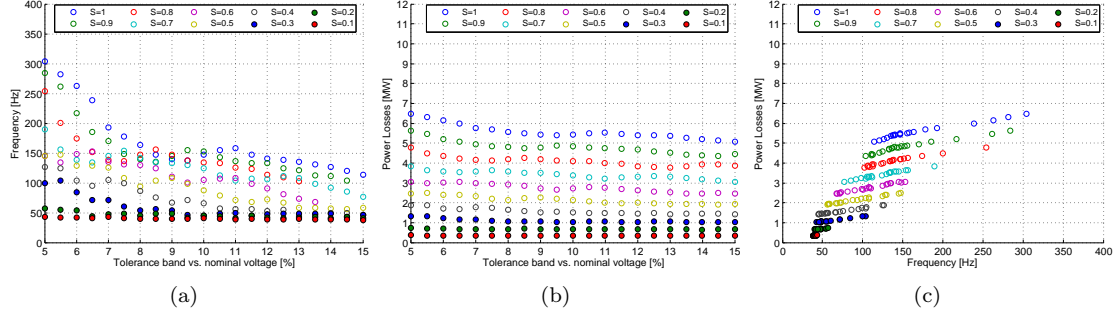 S=1 S=0.8 S=0.6 S=0.4 S=0.2
S=0.9 S=0.7 S=0.5 S=0.3 S=0.1
400
350
300
250
200
150
100
50
0
Frequency [Hz]
5 6 7 8 9 10 11 12 13 14 15
Tolerance band vs. nominal voltage [%]
(a)
S=1 S=0.8 S=0.6 S=0.4 S=0.2
S=0.9 S=0.7 S=0.5 S=0.3 S=0.1
12
11
10
9
8
7
6
5
4
3
2
1
0
Power Losses [MW]
5 6 7 8 9 10 11 12 13 14 15
Tolerance band vs. nominal voltage [%]
(b)
S=1 S=0.8 S=0.6 S=0.4 S=0.2
S=0.9 S=0.7 S=0.5 S=0.3 S=0.1
12
11
10
9
8
7
6
5
4
3
2
1
0
Power Losses [MW]
0 50 100 150 200 250 300 350 400
Frequency [Hz]
(c)